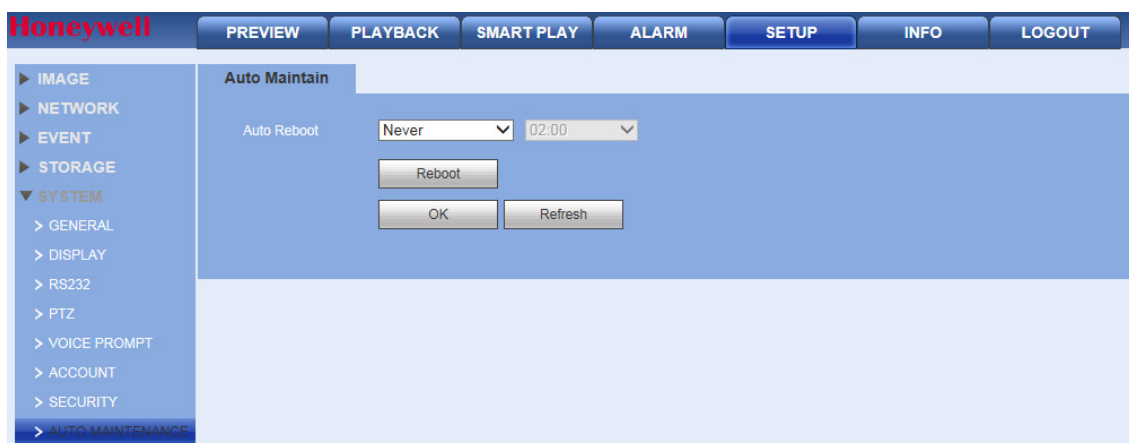 Honeywell
PREVIEW PLAYBACK SMART PLAY ALARM SETUP INFO LOGOUT
IMAGE
NETWORK
EVENT
STORAGE
SYSTEM
> GENERAL
> DISPLAY
> RS232
> PTZ
> VOICE PROMPT
> ACCOUNT
> SECURITY
> AUTO MAINTENANCE
Auto Maintain
Auto Reboot Never 02:00
Reboot
OK Refresh